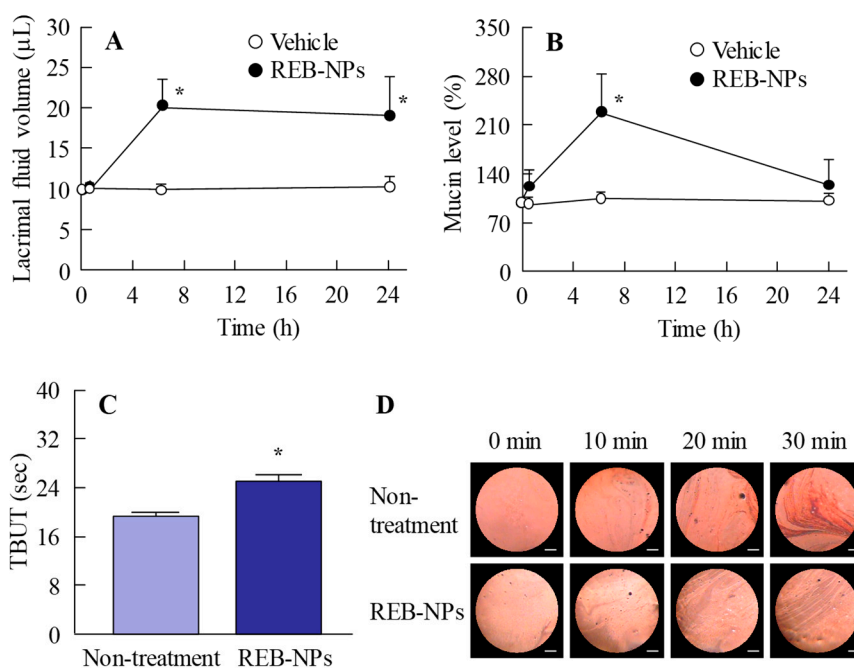 A
Vehicle
REB-NPs
Lacrimal fluid volume (µL)
30
25
20
15
10
5
0
*
*
0 4 8 12 16 20 24
Time (h)
B
Vehicle
REB-NPs
Mucin level (%)
350
280
210
140
70
0
*
0 4 8 12 16 20 24
Time (h)
C
TBUT (sec)
40
32
24
16
8
0
*
Non-treatment REB-NPs
D
0 min 10 min 20 min 30 min
Non-
treatment
REB-NPs